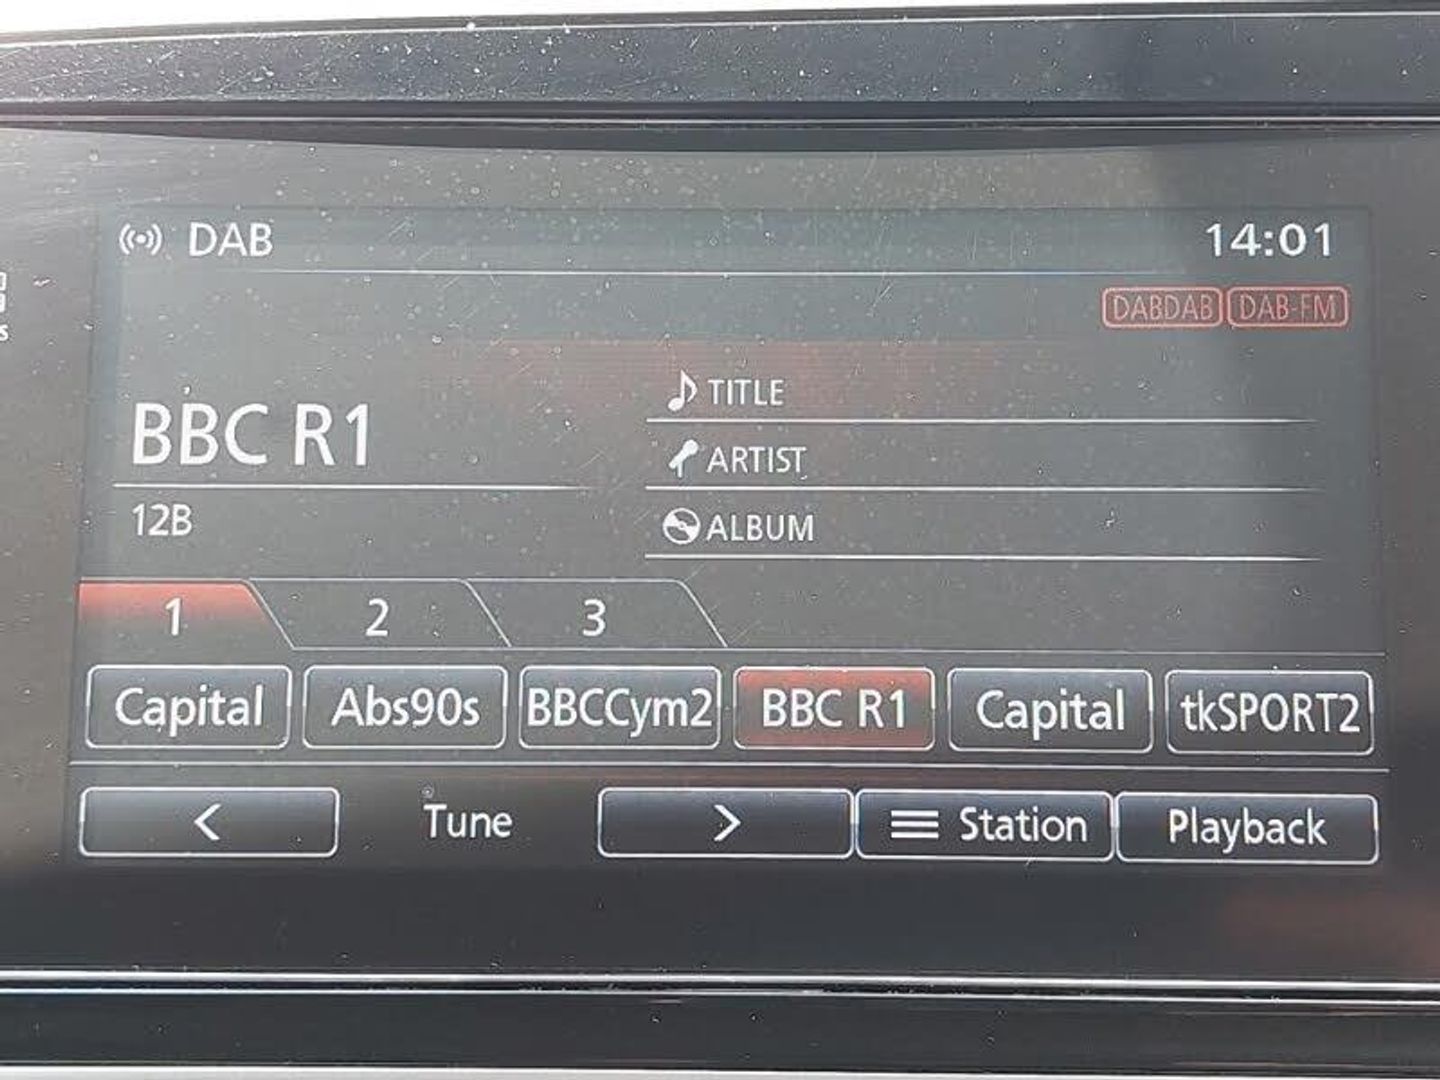 DAB
14:01
DABDAB DAB-FM
TITLE
BBC R1
ARTIST
12B
ALBUM
1 2 3
Capital Abs90s BBCCym2 BBC R1 Capital tkSPORT2
< Tune > Station Playback